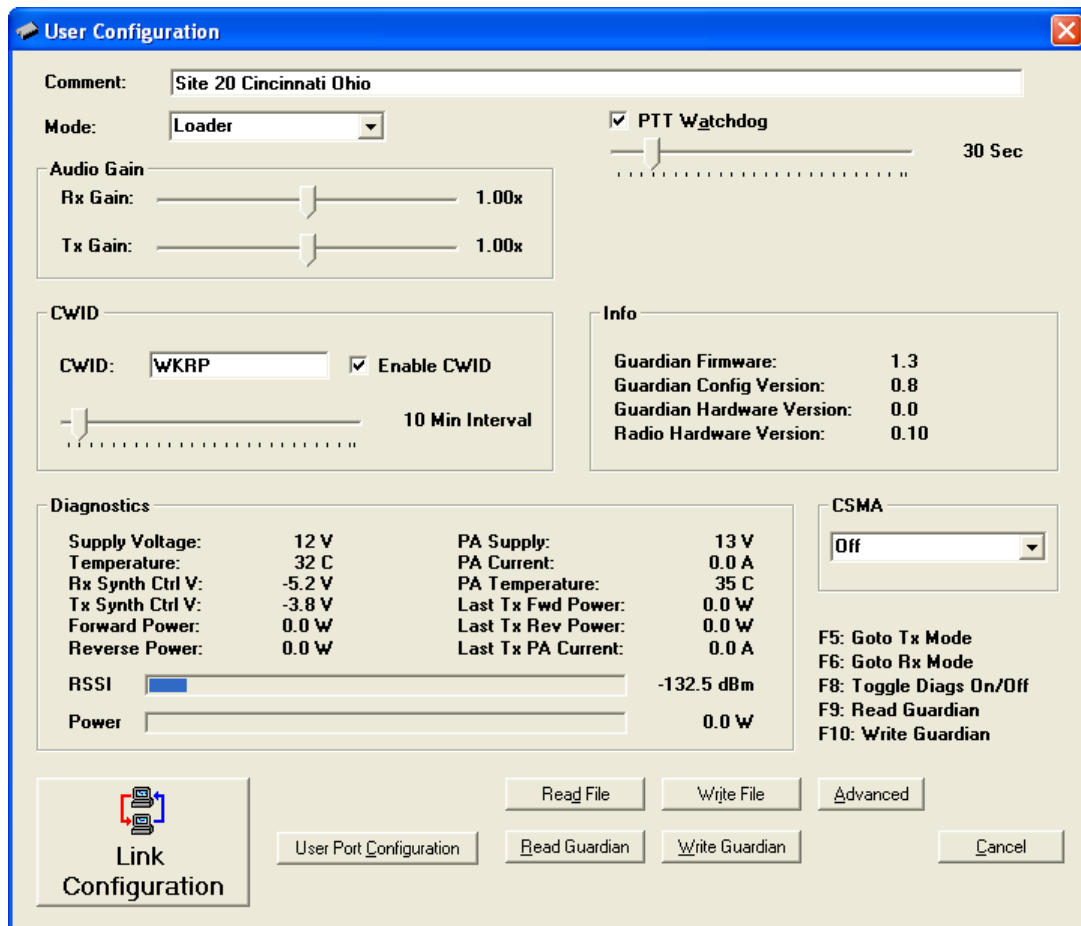 User Configuration
Comment: Site 20 Cincinnati Ohio
Mode: Loader
PTT Watchdog
30 Sec
Audio Gain
Rx Gain: 1.00x
Tx Gain: 1.00x
CWID
CWID: WKRP Enable CWID
10 Min Interval
Info
Guardian Firmware: 1.3
Guardian Config Version: 0.8
Guardian Hardware Version: 0.0
Radio Hardware Version: 0.10
Diagnostics
Supply Voltage: 12 V PA Supply: 13 V
Temperature: 32 C PA Current: 0.0 A
Rx Synth Ctrl V: -5.2 V PA Temperature: 35 C
Tx Synth Ctrl V: -3.8 V Last Tx Fwd Power: 0.0 W
Forward Power: 0.0 W Last Tx Rev Power: 0.0 W
Reverse Power: 0.0 W Last Tx PA Current: 0.0 A
RSSI -132.5 dBm
Power 0.0 W
CSMA
Off
F5: Goto Tx Mode
F6: Goto Rx Mode
F8: Toggle Diags On/Off
F9: Read Guardian
F10: Write Guardian
Link
Configuration
User Port Configuration
Read File Write File Advanced
Read Guardian Write Guardian Cancel